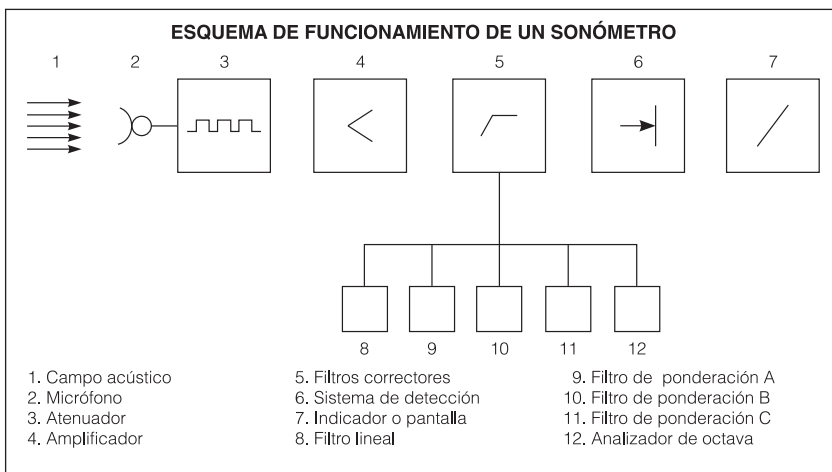 ESQUEMA DE FUNCIONAMIENTO DE UN SONÓMETRO
1 2 3 4 5 6 7
8 9 10 11 12
1. Campo acústico
2. Micrófono
3. Atenuador
4. Amplificador
5. Filtros correctores
6. Sistema de detección
7. Indicador o pantalla
8. Filtro lineal
9. Filtro de ponderación A
10. Filtro de ponderación B
11. Filtro de ponderación C
12. Analizador de octava